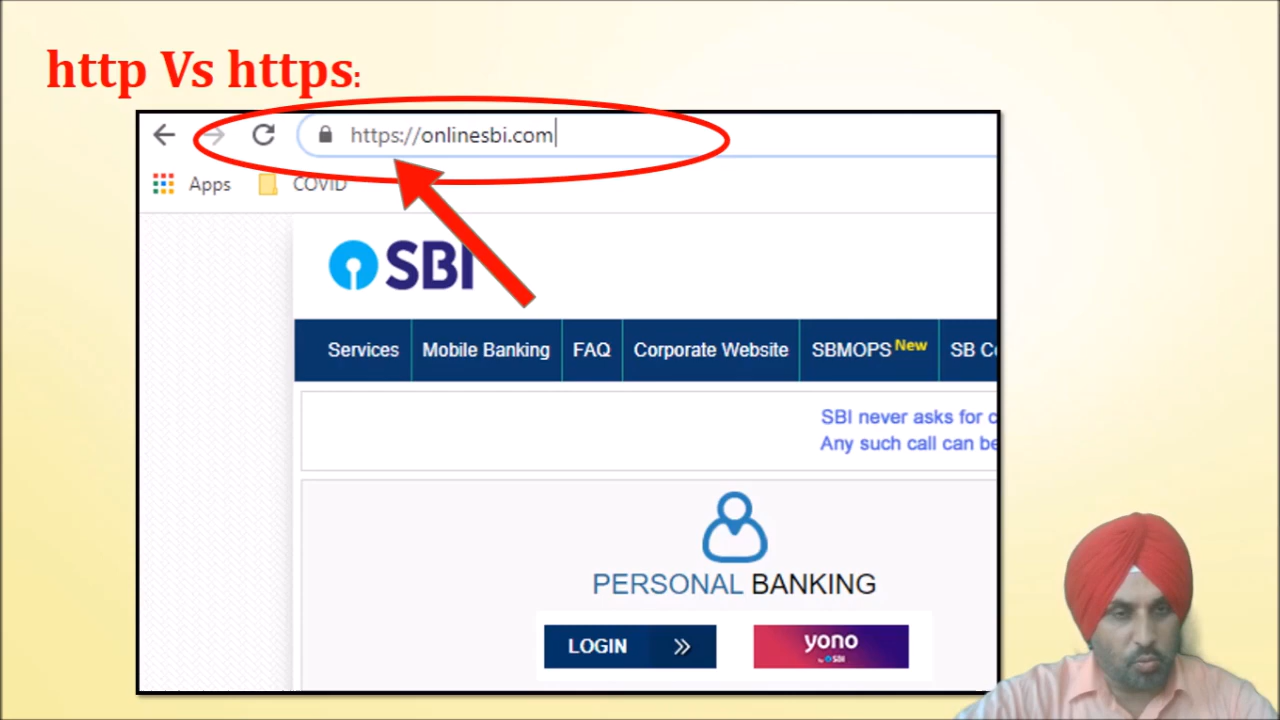 http Vs https:
https://onlinesbi.com
Apps COVID
SBI
Services Mobile Banking FAQ Corporate Website SBMOPS New SB
SBI never asks for
Any such call can be
PERSONAL BANKING
LOGIN yono
by SBI